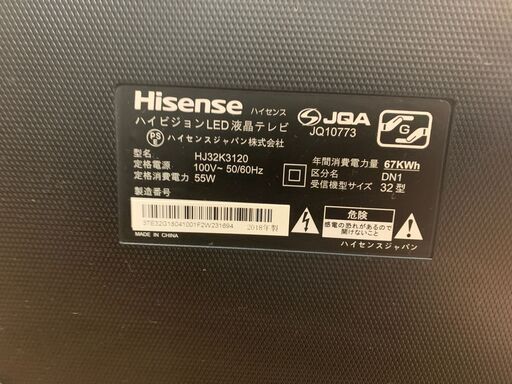 Hisense ハイセンス
ハイビジョンLED液晶テレビ
PS
E
ハイセンスジャパン株式会社
JQA
JQ10773
G
型名: HJ32K3120
定格電源: 100V~ 50/60Hz
定格消費電力: 55W
製造番号:
年間消費電力量 67KWh
区分名 DN1
受信機型サイズ 32型
2018年製
MADE IN CHINA
危険
感電の恐れがあるので
開けないこと
ハイセンスジャパン